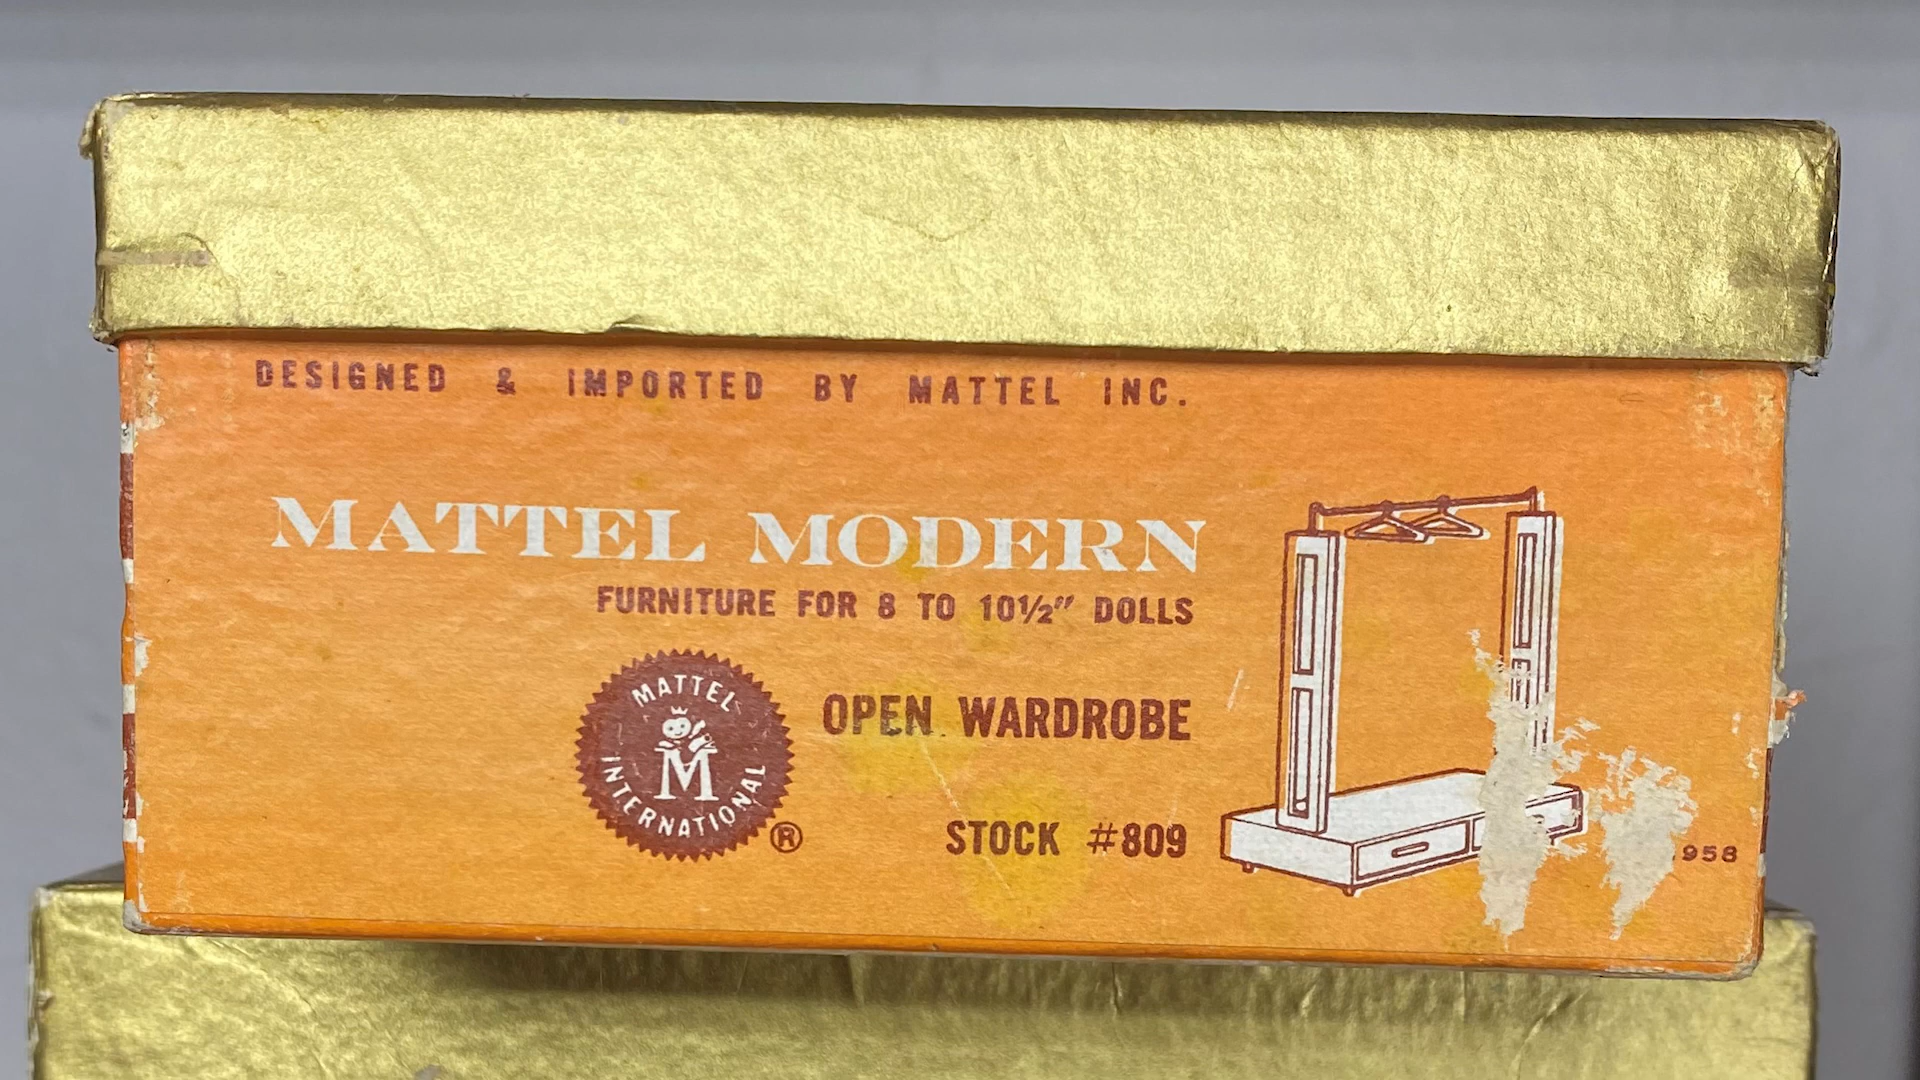 DESIGNED & IMPORTED BY MATTEL INC.
MATTEL MODERN
FURNITURE FOR 8 TO 10½" DOLLS
MATTEL
M
INTERNATIONAL
®
OPEN WARDROBE
STOCK #809
958